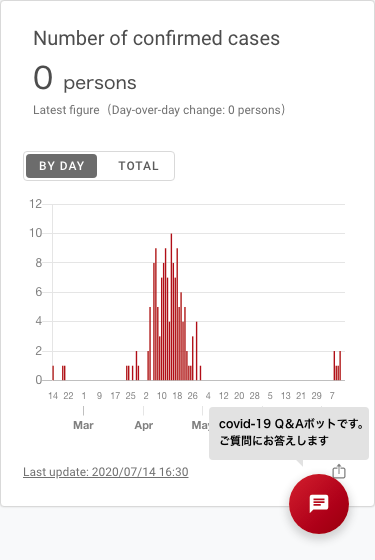 Number of confirmed cases
0 persons
Latest figure（Day-over-day change: 0 persons）
BY DAY TOTAL
12
10
8
6
4
2
0
14 22 1 9 17 25 2 10 18 26 4 12 20 28 5 13 21 29 7
Mar Apr May
covid-19 Q&Aボットです。
ご質問にお答えします
Last update: 2020/07/14 16:30